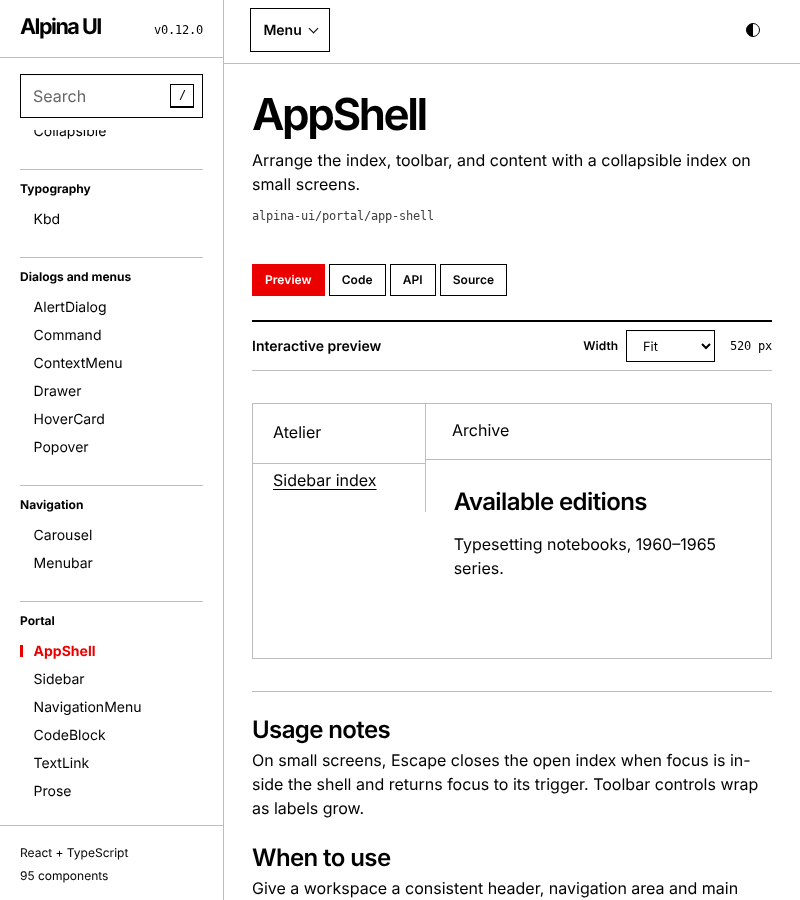 Alpina UI
v0.12.0
Search
/
Collapsible
Typography
Kbd
Dialogs and menus
AlertDialog
Command
ContextMenu
Drawer
HoverCard
Popover
Navigation
Carousel
Menubar
Portal
AppShell
Sidebar
NavigationMenu
CodeBlock
TextLink
Prose
React + TypeScript
95 components
Menu
AppShell
Arrange the index, toolbar, and content with a collapsible index on
small screens.
alpina-ui/portal/app-shell
Preview
Code
API
Source
Interactive preview
Width
Fit
520 px
Atelier
Sidebar index
Archive
Available editions
Typesetting notebooks, 1960–1965
series.
Usage notes
On small screens, Escape closes the open index when focus is in-
side the shell and returns focus to its trigger. Toolbar controls wrap
as labels grow.
When to use
Give a workspace a consistent header, navigation area and main